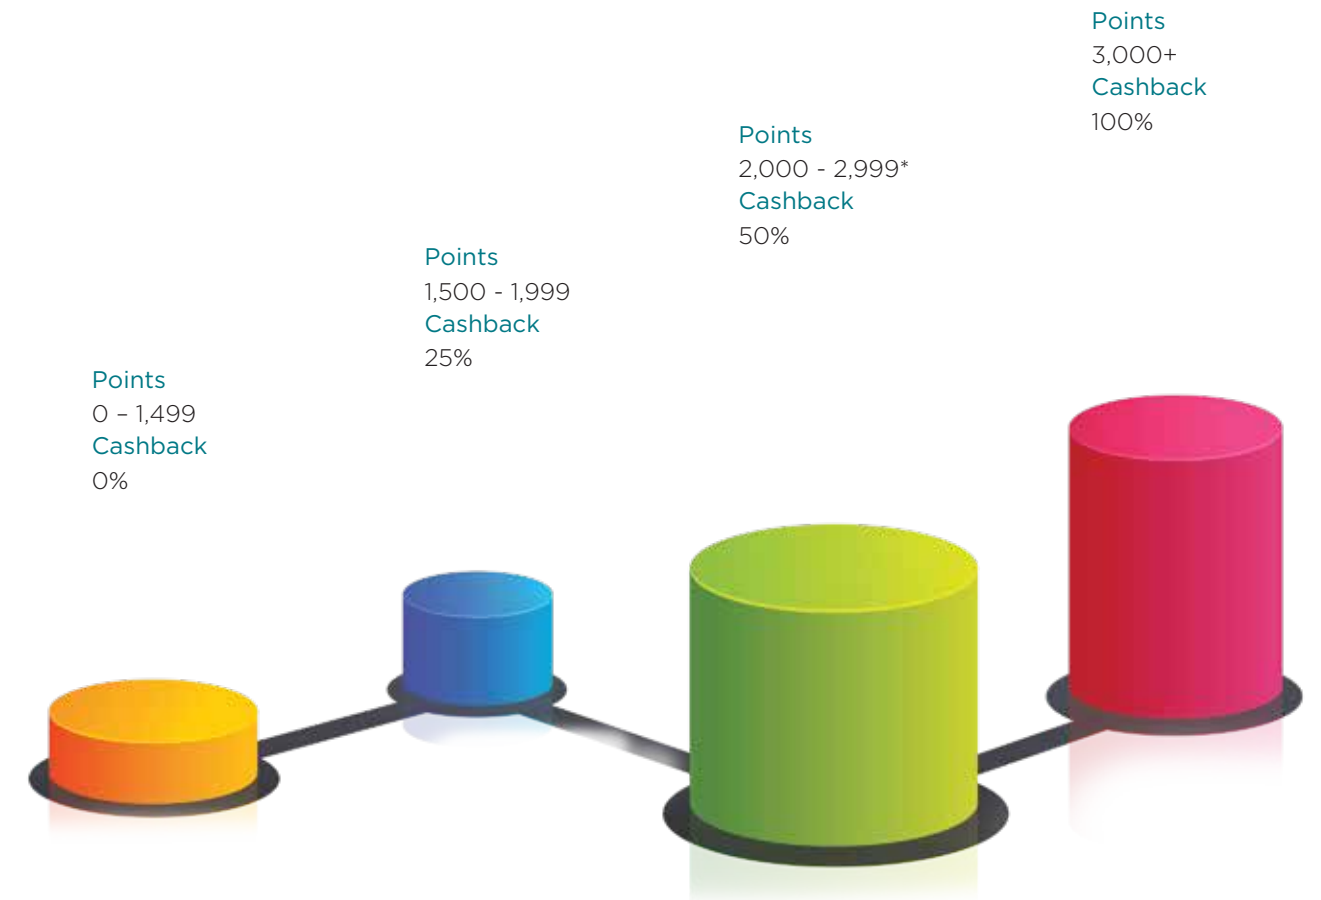 Points
0 – 1,499
Cashback
0%
Points
1,500 - 1,999
Cashback
25%
Points
2,000 - 2,999*
Cashback
50%
Points
3,000+
Cashback
100%